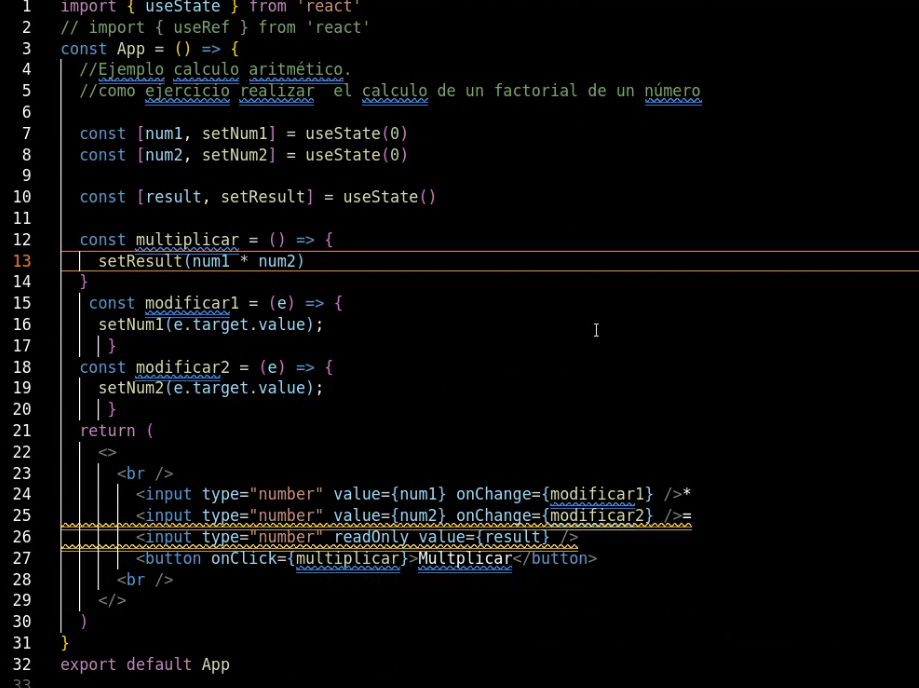 1 import { useState } from 'react'
2 // import { useRef } from 'react'
3 const App = () => {
4 //Ejemplo calculo aritmético.
5 //como ejercicio realizar  el calculo de un factorial de un número
6
7 const [num1, setNum1] = useState(0)
8 const [num2, setNum2] = useState(0)
9
10 const [result, setResult] = useState()
11
12 const multiplicar = () => {
13 setResult(num1 * num2)
14 }
15 const modificar1 = (e) => {
16 setNum1(e.target.value);
17 }
18 const modificar2 = (e) => {
19 setNum2(e.target.value);
20 }
21 return (
22 <>
23 <br />
24 <input type="number" value={num1} onChange={modificar1} />*
25 <input type="number" value={num2} onChange={modificar2} />=
26 <input type="number" readOnly value={result} />
27 <button onClick={multiplicar}>Multplicar</button>
28 <br />
29 </>
30 )
31 }
32 export default App
33